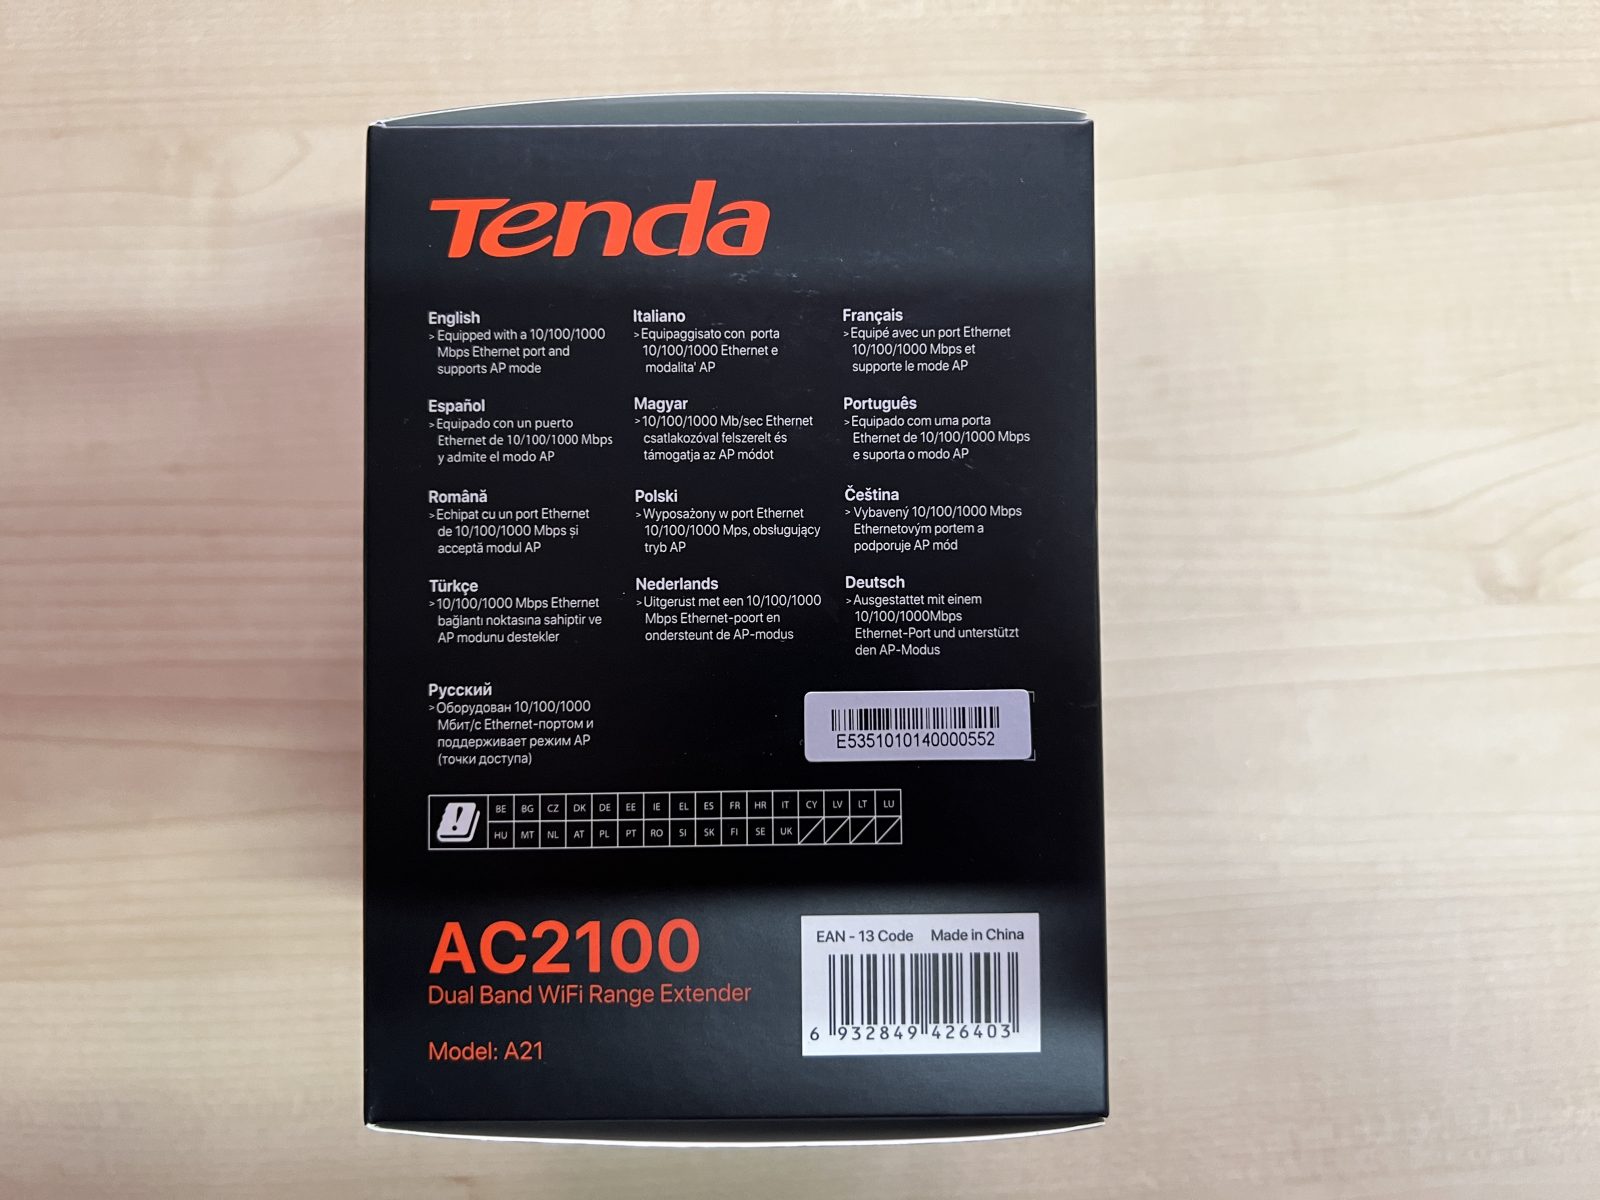 Tenda
English
> Equipped with a 10/100/1000
Mbps Ethernet port and
supports AP mode
Italiano
> Equipaggisato con porta
10/100/1000 Ethernet e
modalita' AP
Français
> Equipé avec un port Ethernet
10/100/1000 Mbps et
supporte le mode AP
Español
> Equipado con un puerto
Ethernet de 10/100/1000 Mbps
y admite el modo AP
Magyar
> 10/100/1000 Mb/sec Ethernet
csatlakozóval felszerelt és
támogatja az AP módot
Português
> Equipado com uma porta
Ethernet de 10/100/1000 Mbps
e suporta o modo AP
Română
> Echipat cu un port Ethernet
de 10/100/1000 Mbps și
acceptă modul AP
Polski
> Wyposażony w port Ethernet
10/100/1000 Mps, obsługujący
tryb AP
Čeština
> Vybavený 10/100/1000 Mbps
Ethernetovým portem a
podporuje AP mód
Türkçe
> 10/100/1000 Mbps Ethernet
bağlantı noktasına sahiptir ve
AP modunu destekler
Nederlands
> Uitgerust met een 10/100/1000
Mbps Ethernet-poort en
ondersteunt de AP-modus
Deutsch
> Ausgestattet mit einem
10/100/1000Mbps
Ethernet-Port und unterstützt
den AP-Modus
Русский
> Оборудован 10/100/1000
Мбит/с Ethernet-портом и
поддерживает режим AP
(точки доступа)
E5351010140000552
BE BG CZ DK DE EE IE EL ES FR HR IT CY LV LT LU
HU MT NL AT PL PT RO SI SK FI SE UK
AC2100
Dual Band WiFi Range Extender
Model: A21
EAN - 13 Code Made in China
6 932849 426403